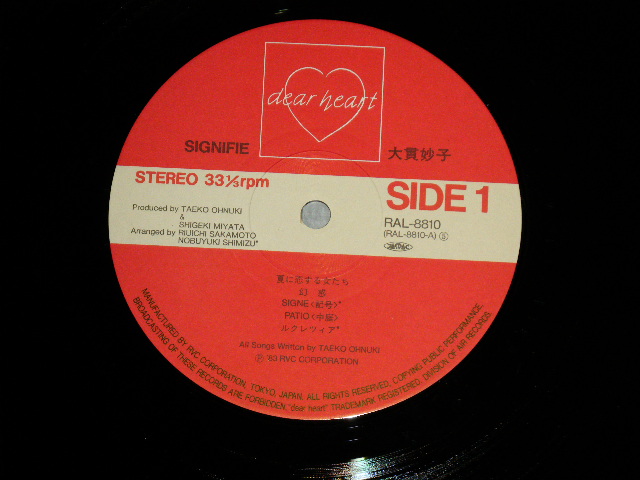 dear heart
SIGNIFIE
大貫妙子
STEREO 33⅓rpm
SIDE 1
Produced by TAEKO OHNUKI
&
SHIGEKI MIYATA
Arranged by RIUICHI SAKAMOTO
NOBUYUKI SHIMIZU*
RAL-8810
(RAL-8810-A) Ⓢ
夏に恋する女たち
幻惑
SIGNE<記号>*
PATIO<中庭>
ルクレツィア*
All Songs Written by TAEKO OHNUKI
Ⓟ '83 RVC CORPORATION
MANUFACTURED BY RVC CORPORATION, TOKYO, JAPAN. ALL RIGHTS RESERVED, COPYING PUBLIC PERFORMANCE
BROADCASTING OF THESE RECORDS ARE FORBIDDEN, "dear heart" TRADEMARK REGISTERED, DIVISION OF AIR RECORDS